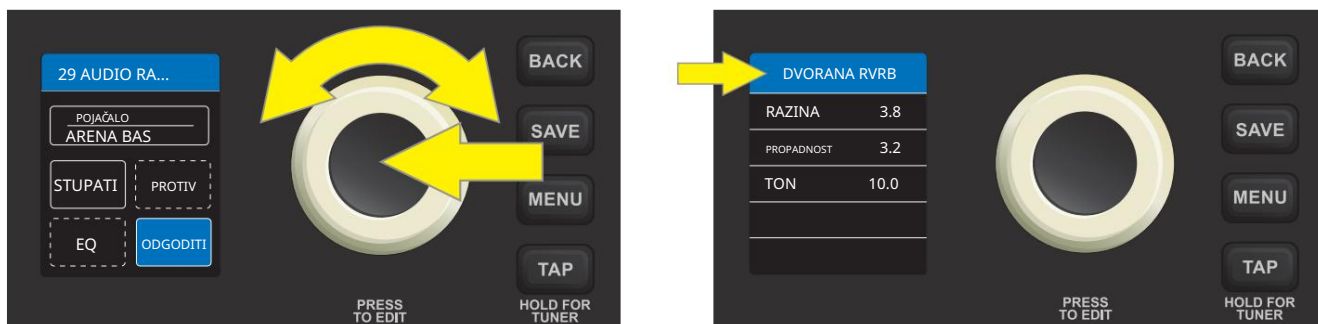 29 AUDIO RA...
POJAČALO
ARENA BAS
STUPATI
PROTIV
EQ
ODGODITI
BACK
SAVE
MENU
TAP
PRESS
TO EDIT
HOLD FOR
TUNER
DVORANA RVRB
RAZINA 3.8
PROPADNOST 3.2
TON 10.0
BACK
SAVE
MENU
TAP
PRESS
TO EDIT
HOLD FOR
TUNER